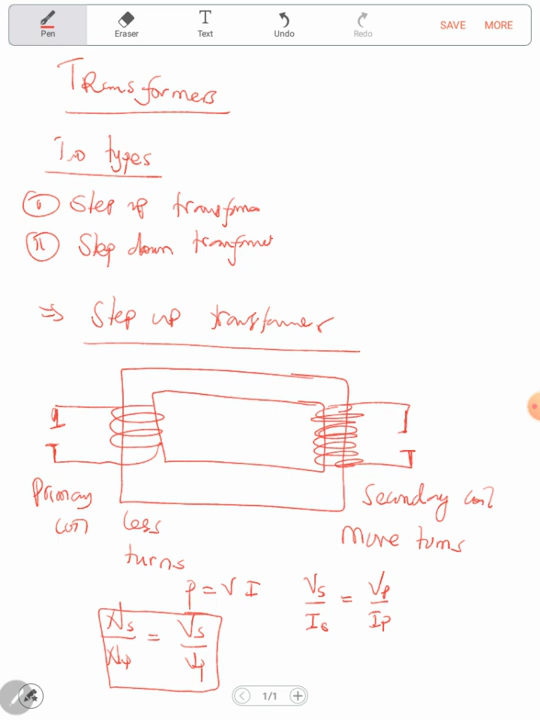 Pen Eraser Text Undo Redo SAVE MORE
Transformers
Two types
(i) Step up transformer
(ii) Step down transformer
⇒ Step up transformer
Primary coil
less turns
Secondary coil
More turns
P = V I
Vs/Is = Vp/Ip
Ns/Np = Vs/Vp
1/1